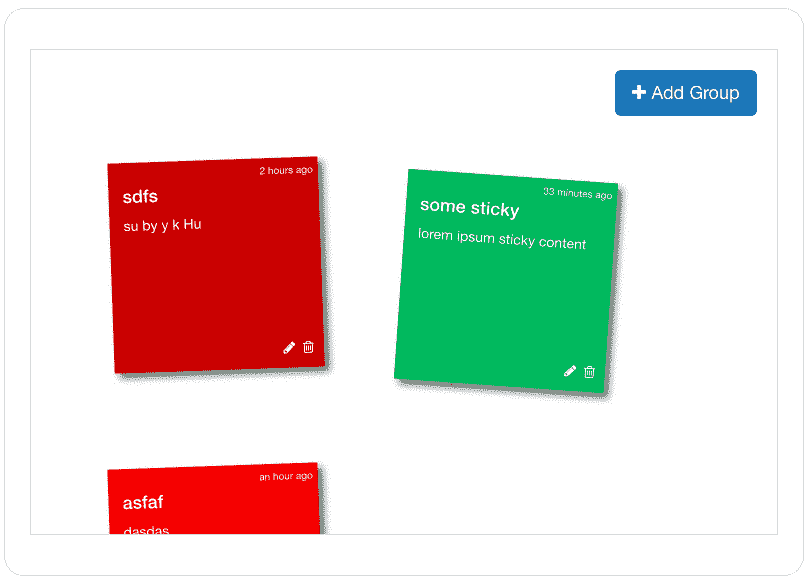 Add Group
2 hours ago
sdfs
su by y k Hu
33 minutes ago
some sticky
lorem ipsum sticky content
an hour ago
asfaf
dasdas